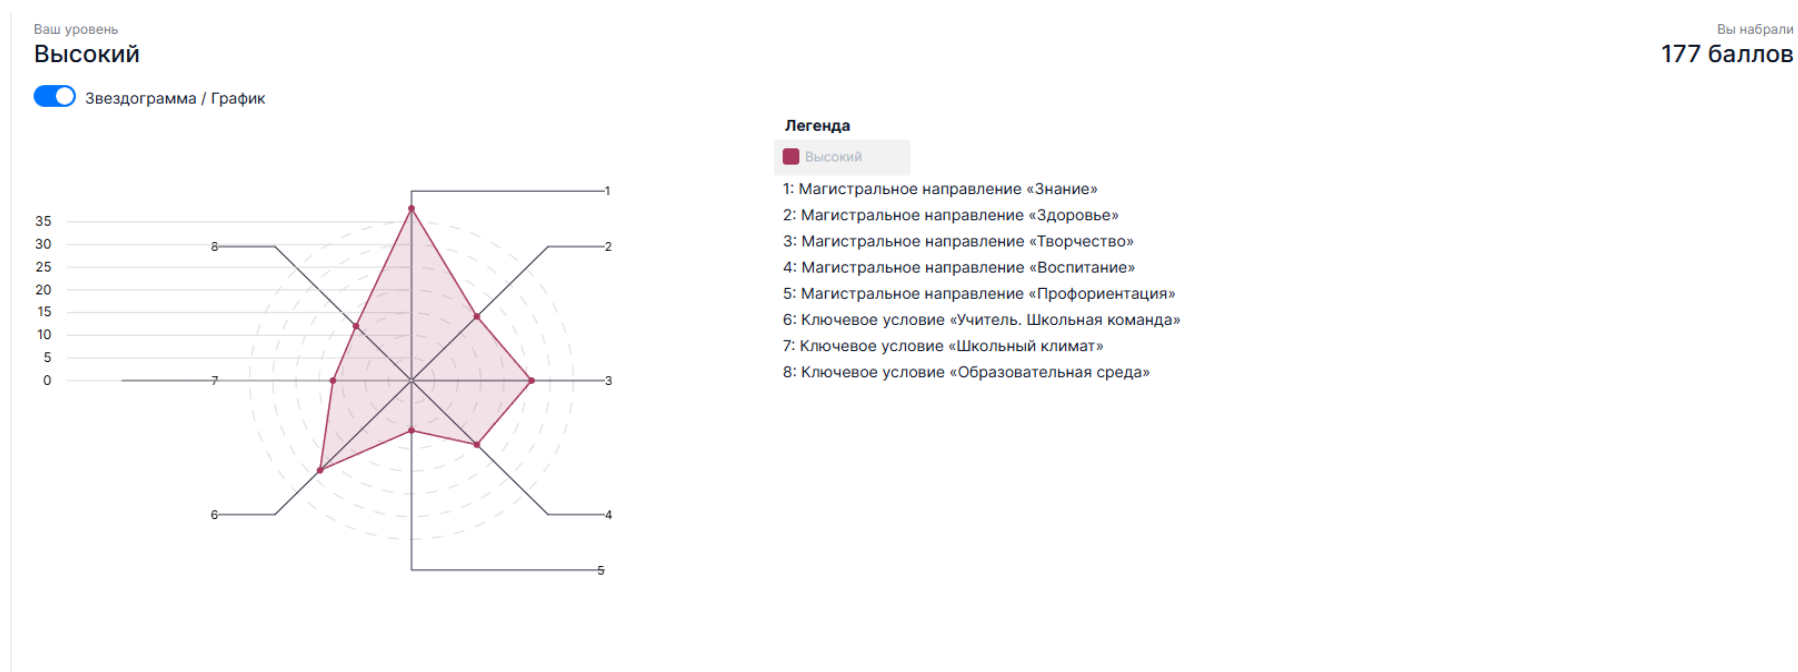 Ваш уровень
Вы набрали
Высокий
177 баллов
Звездограмма / График
Легенда
Высокий
1: Магистральное направление «Знание»
2: Магистральное направление «Здоровье»
3: Магистральное направление «Творчество»
4: Магистральное направление «Воспитание»
5: Магистральное направление «Профориентация»
6: Ключевое условие «Учитель. Школьная команда»
7: Ключевое условие «Школьный климат»
8: Ключевое условие «Образовательная среда»
35
30
25
20
15
10
5
0
1
2
3
4
5
6
7
8